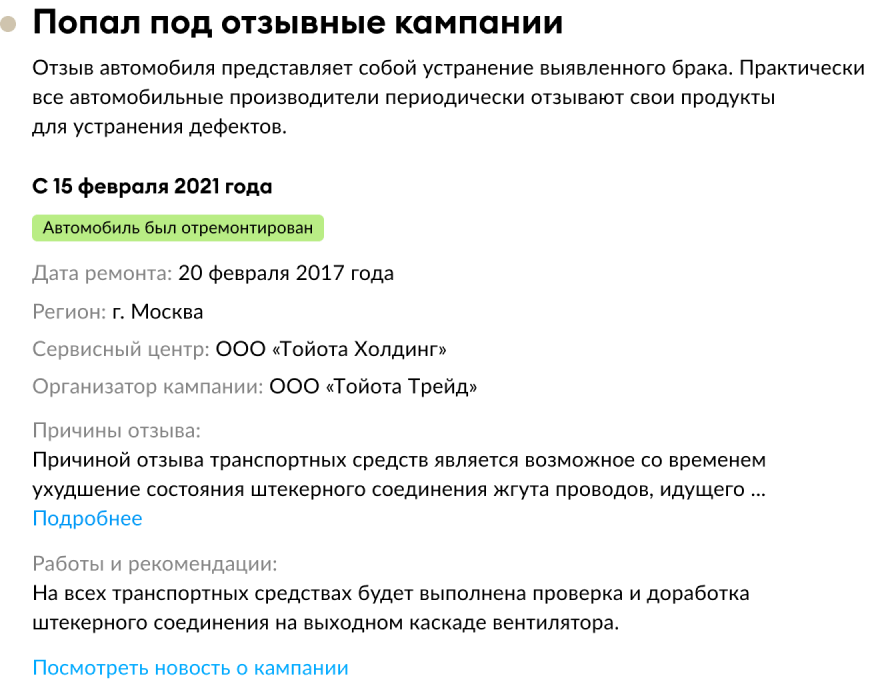 Попал под отзывные кампании
Отзыв автомобиля представляет собой устранение выявленного брака. Практически
все автомобильные производители периодически отзывают свои продукты
для устранения дефектов.
С 15 февраля 2021 года
Автомобиль был отремонтирован
Дата ремонта: 20 февраля 2017 года
Регион: г. Москва
Сервисный центр: ООО «Тойота Холдинг»
Организатор кампании: ООО «Тойота Трейд»
Причины отзыва:
Причиной отзыва транспортных средств является возможное со временем
ухудшение состояния штекерного соединения жгута проводов, идущего ...
Подробнее
Работы и рекомендации:
На всех транспортных средствах будет выполнена проверка и доработка
штекерного соединения на выходном каскаде вентилятора.
Посмотреть новость о кампании